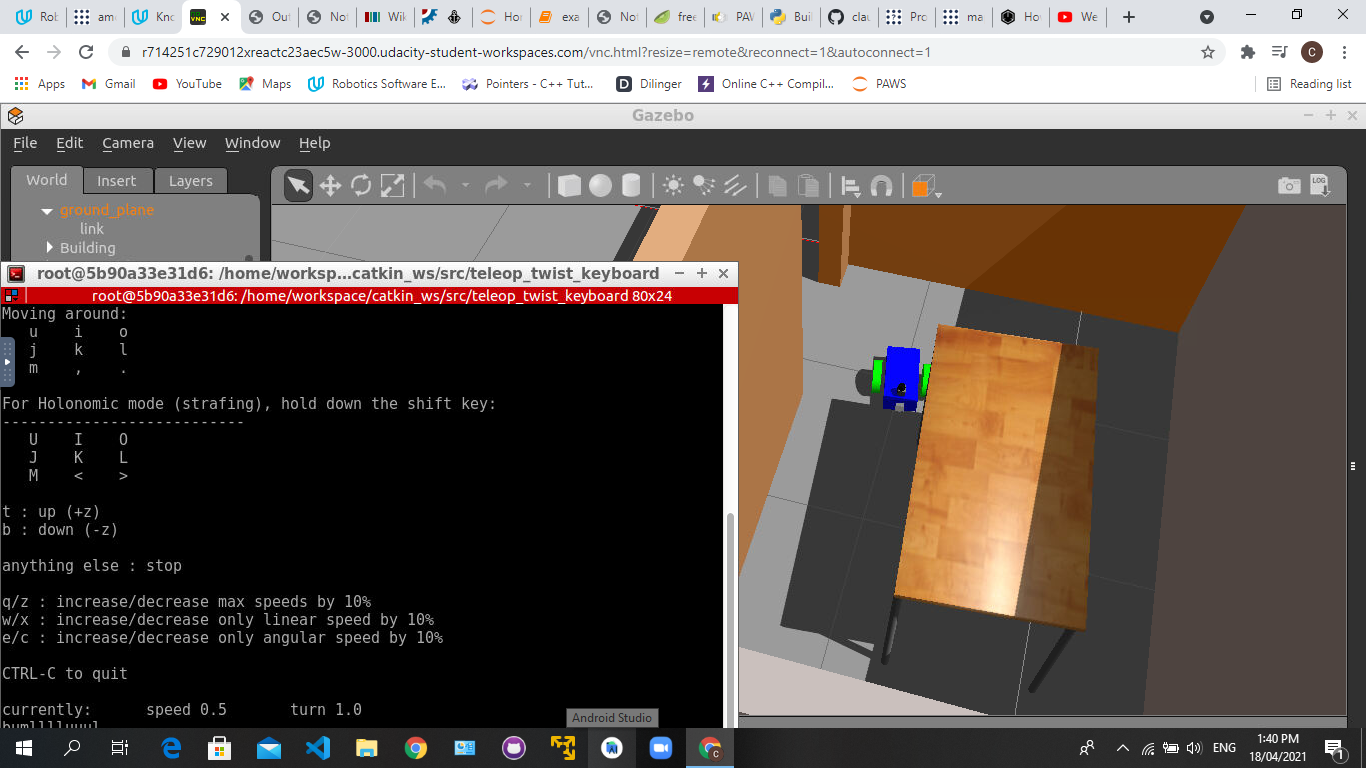 Rob
amc
Kno
Out
Not
Wik
Hor
exa
Not
free
PAV
Buil
clau
Pro
ma
Hov
We
r714251c729012xreactc23aec5w-3000.udacity-student-workspaces.com/vnc.html?resize=remote&reconnect=1&autoconnect=1
C
Apps
Gmail
YouTube
Maps
Robotics Software E...
Pointers - C++ Tut...
Dilinger
Online C++ Compil...
PAWS
Reading list
Gazebo
File Edit Camera View Window Help
World Insert Layers
LOG
ground_plane
link
Building
root@5b90a33e31d6: /home/worksp...catkin_ws/src/teleop_twist_keyboard
root@5b90a33e31d6: /home/workspace/catkin_ws/src/teleop_twist_keyboard 80x24
Moving around:
u i o
j k l
m , .
For Holonomic mode (strafing), hold down the shift key:
---------------------------
U I O
J K L
M < >
t : up (+z)
b : down (-z)
anything else : stop
q/z : increase/decrease max speeds by 10%
w/x : increase/decrease only linear speed by 10%
e/c : increase/decrease only angular speed by 10%
CTRL-C to quit
currently: speed 0.5 turn 1.0
Android Studio
ENG
1:40 PM
18/04/2021
1